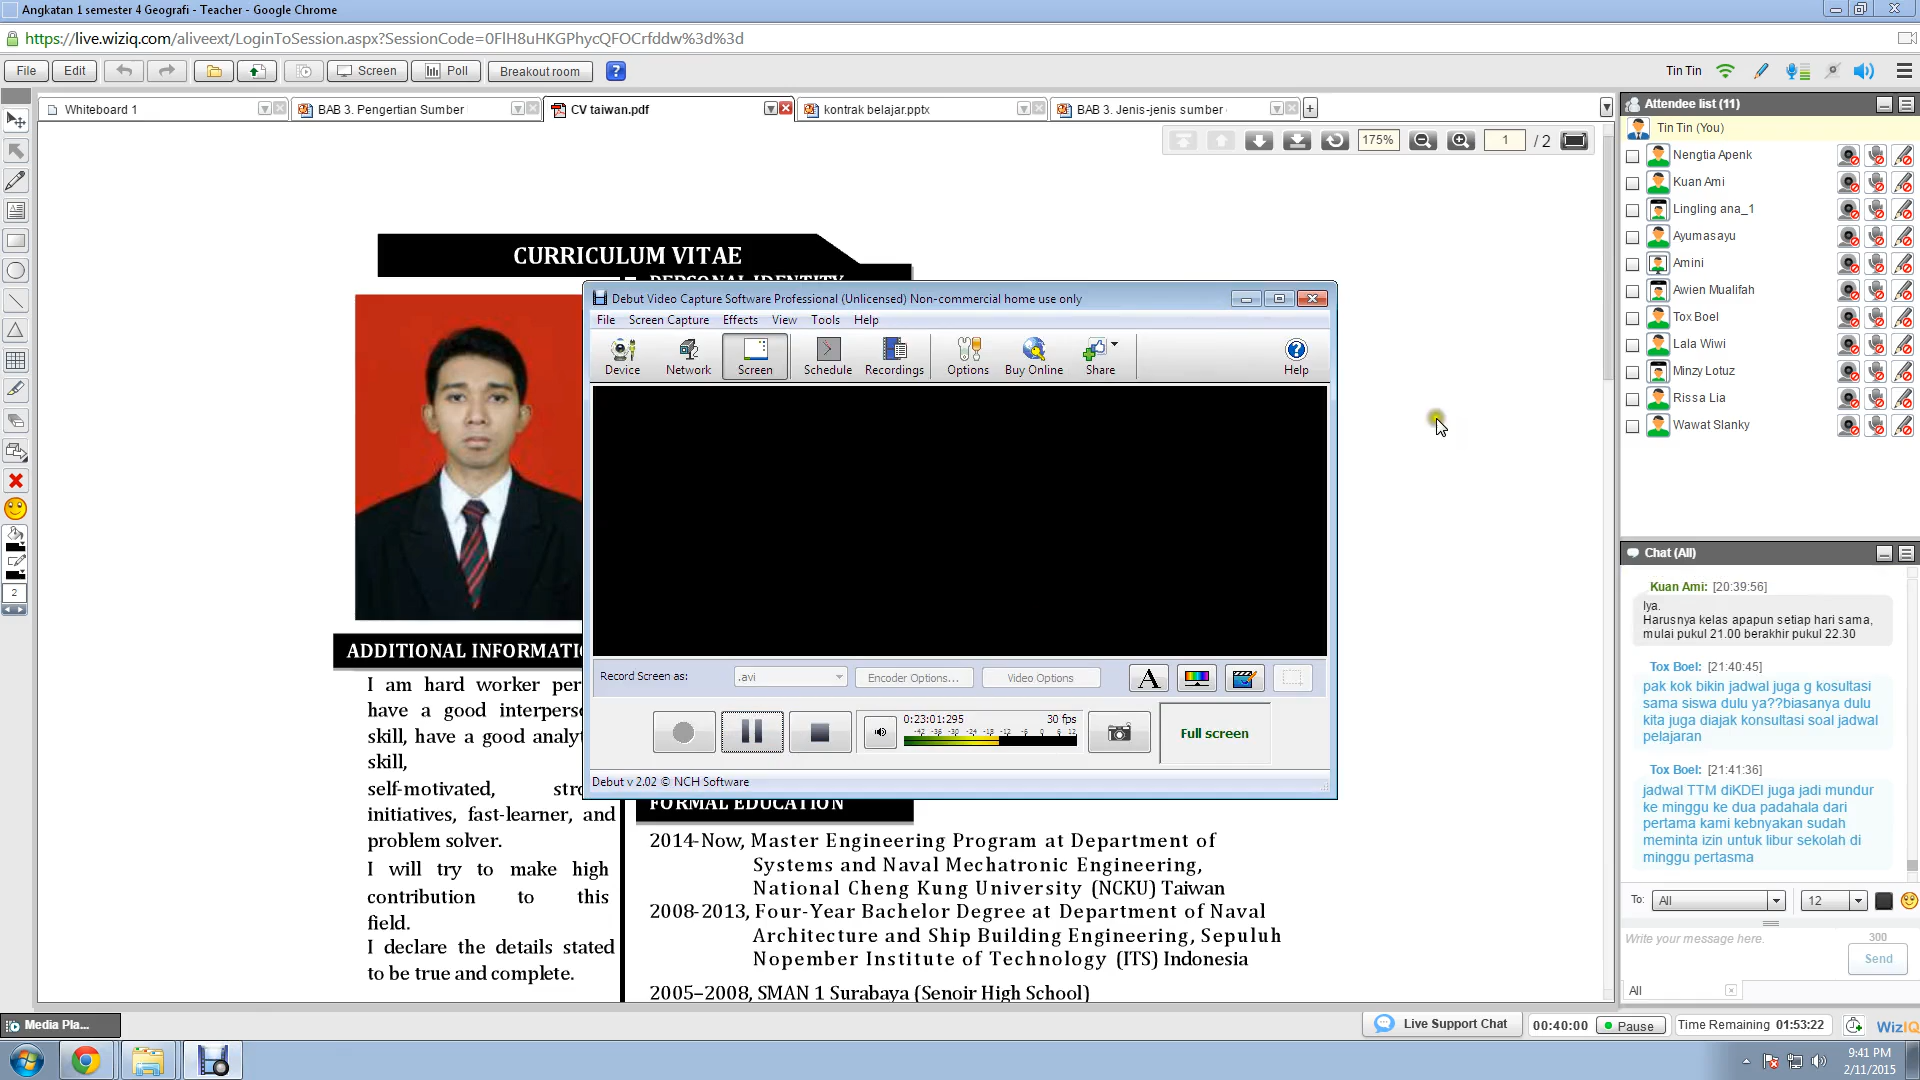 Angkatan 1 semester 4 Geografi - Teacher - Google Chrome
https://live.wiziq.com/aliveext/LoginToSession.aspx?SessionCode=0FlH8uHKGPhycQFOCrfddw%3d%3d
File Edit Screen Poll Breakout room ? Tin Tin
Whiteboard 1 BAB 3. Pengertian Sumber CV taiwan.pdf kontrak belajar.pptx BAB 3. Jenis-jenis sumber +
175% 1 / 2
CURRICULUM VITAE
PERSONAL IDENTITY
ADDITIONAL INFORMATI
I am hard worker per
have a good interpers
skill, have a good analy
skill,
self-motivated, stro
initiatives, fast-learner, and
problem solver.
I will try to make high
contribution to this
field.
I declare the details stated
to be true and complete.
FORMAL EDUCATION
2014-Now, Master Engineering Program at Department of
Systems and Naval Mechatronic Engineering,
National Cheng Kung University (NCKU) Taiwan
2008-2013, Four-Year Bachelor Degree at Department of Naval
Architecture and Ship Building Engineering, Sepuluh
Nopember Institute of Technology (ITS) Indonesia
2005–2008, SMAN 1 Surabaya (Senoir High School)
Debut Video Capture Software Professional (Unlicensed) Non-commercial home use only
File Screen Capture Effects View Tools Help
Device Network Screen Schedule Recordings Options Buy Online Share Help
Record Screen as: .avi Encoder Options... Video Options A
0:23:01:295 30 fps
-42 -36 -30 -24 -18 -12 -6 0 6 12
Full screen
Debut v 2.02 © NCH Software
Attendee list (11)
Tin Tin (You)
Nengtia Apenk
Kuan Ami
Lingling ana_1
Ayumasayu
Amini
Awien Mualifah
Tox Boel
Lala Wiwi
Minzy Lotuz
Rissa Lia
Wawat Slanky
Chat (All)
Kuan Ami: [20:39:56]
Iya.
Harusnya kelas apapun setiap hari sama,
mulai pukul 21.00 berakhir pukul 22.30
Tox Boel: [21:40:45]
pak kok bikin jadwal juga g kosultasi
sama siswa dulu ya??biasanya dulu
kita juga diajak konsultasi soal jadwal
pelajaran
Tox Boel: [21:41:36]
jadwal TTM diKDEI juga jadi mundur
ke minggu ke dua padahala dari
pertama kami kebnyakan sudah
meminta izin untuk libur sekolah di
minggu pertasma
To: All 12
Write your message here. 300
Send
All
2
Media Pla...
Live Support Chat 00:40:00 Pause Time Remaining 01:53:22 WizIQ
9:41 PM
2/11/2015